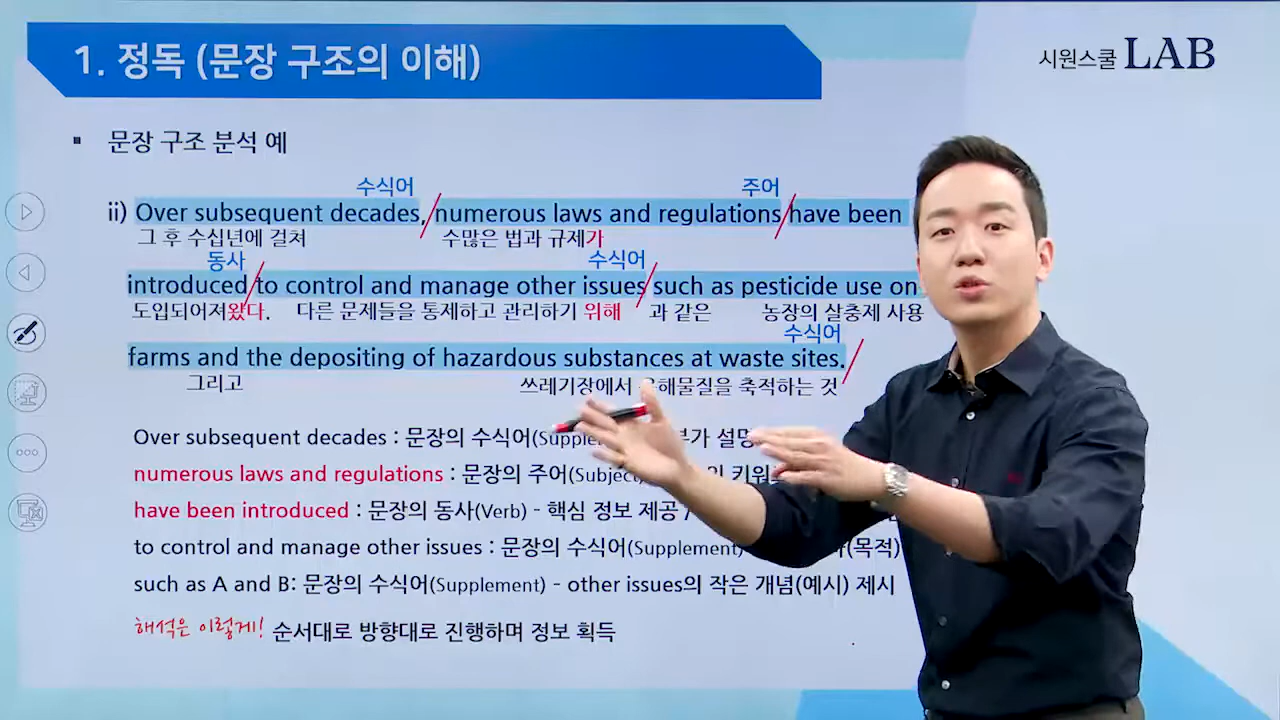 1. 정독 (문장 구조의 이해)
시원스쿨 LAB
문장 구조 분석 예
수식어 주어
ii) Over subsequent decades, numerous laws and regulations have been
그 후 수십년에 걸쳐 수많은 법과 규제가
동사 수식어
introduced to control and manage other issues such as pesticide use on
도입되어져왔다. 다른 문제들을 통제하고 관리하기 위해 과 같은 농장의 살충제 사용
수식어
farms and the depositing of hazardous substances at waste sites.
그리고 쓰레기장에서 유해물질을 축적하는 것
Over subsequent decades : 문장의 수식어 부가 설명
numerous laws and regulations : 문장의 주어(Subject)
have been introduced : 문장의 동사(Verb) - 핵심 정보 제공 /
to control and manage other issues : 문장의 수식어(Supplement) (목적)
such as A and B: 문장의 수식어(Supplement) - other issues의 작은 개념(예시) 제시
해석은 이렇게! 순서대로 방향대로 진행하며 정보 획득